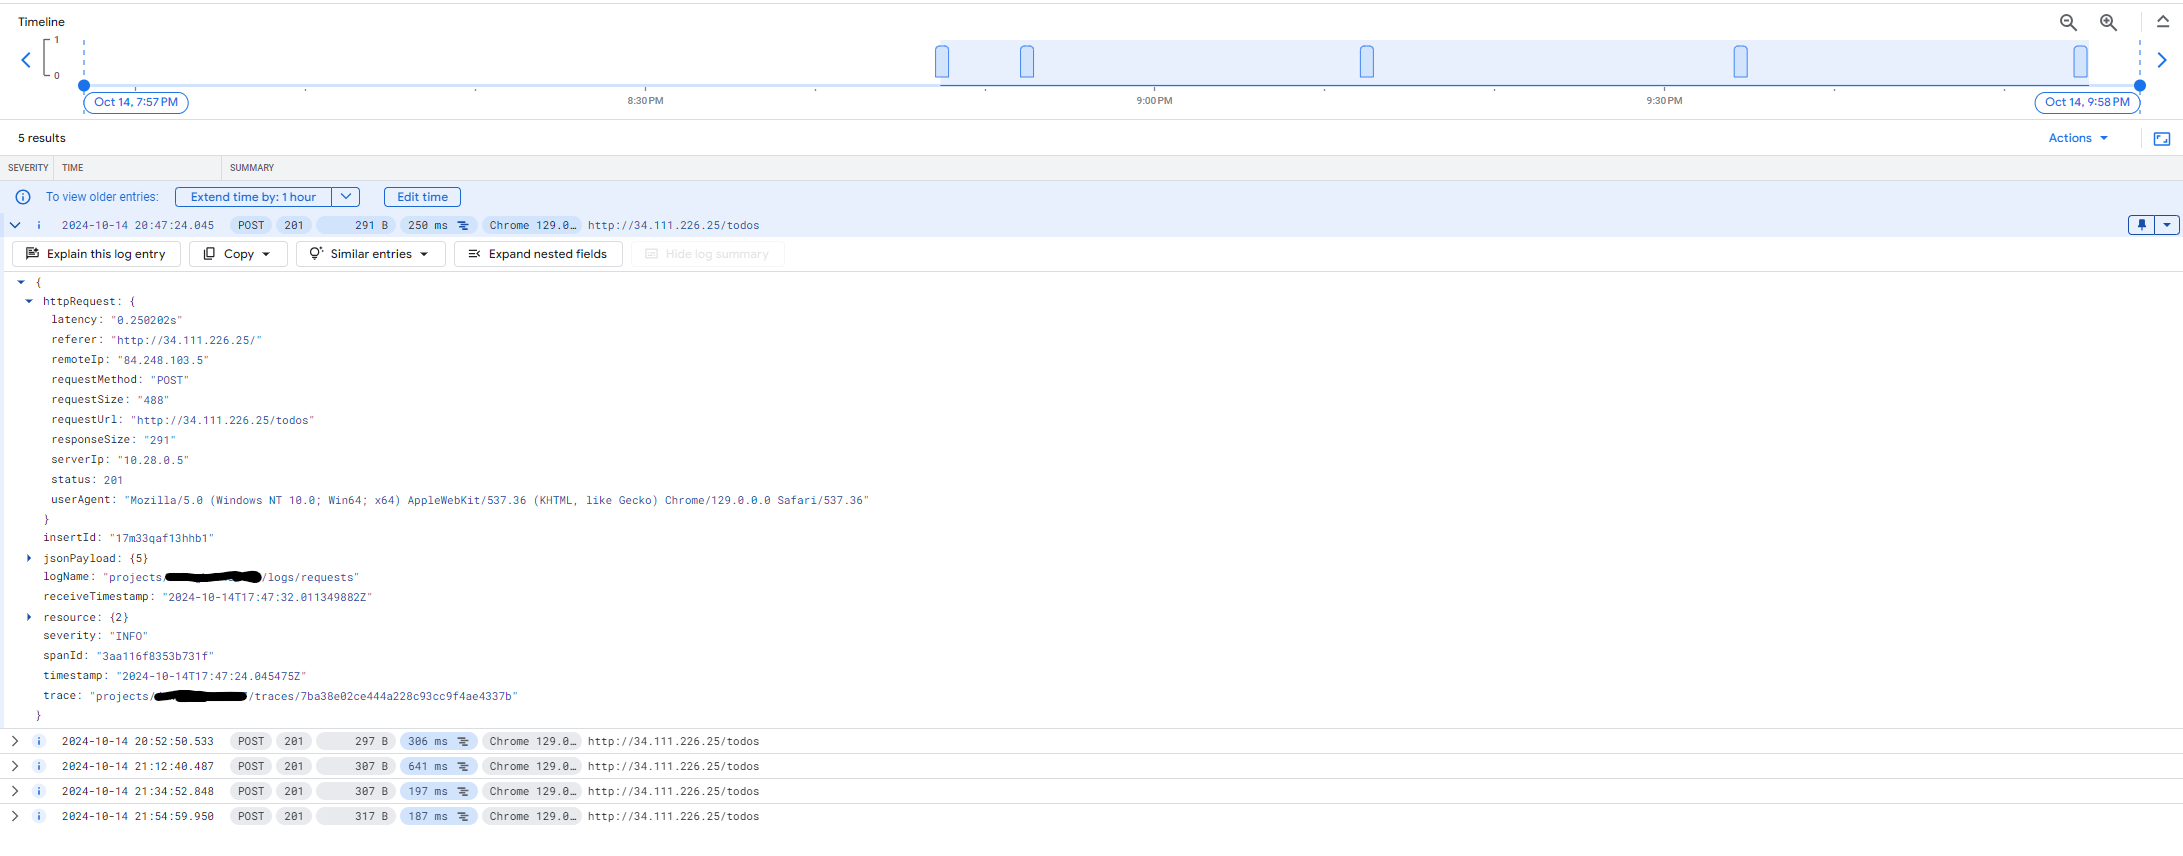 Timeline
1
0
Oct 14, 7:57 PM
8:30 PM
9:00 PM
9:30 PM
Oct 14, 9:58 PM
5 results
Actions
SEVERITY TIME SUMMARY
To view older entries: Extend time by: 1 hour Edit time
2024-10-14 20:47:24.045 POST 201 291 B 250 ms Chrome 129.0… http://34.111.226.25/todos
Explain this log entry Copy Similar entries Expand nested fields Hide log summary
{
httpRequest: {
latency: "0.250202s"
referer: "http://34.111.226.25/"
remoteIp: "84.248.103.5"
requestMethod: "POST"
requestSize: "488"
requestUrl: "http://34.111.226.25/todos"
responseSize: "291"
serverIp: "10.28.0.5"
status: 201
userAgent: "Mozilla/5.0 (Windows NT 10.0; Win64; x64) AppleWebKit/537.36 (KHTML, like Gecko) Chrome/129.0.0.0 Safari/537.36"
}
insertId: "17m33qaf13hhb1"
jsonPayload: {5}
logName: "projects/ /logs/requests"
receiveTimestamp: "2024-10-14T17:47:32.011349882Z"
resource: {2}
severity: "INFO"
spanId: "3aa116f8353b731f"
timestamp: "2024-10-14T17:47:24.045475Z"
trace: "projects/ /traces/7ba38e02ce444a228c93cc9f4ae4337b"
}
2024-10-14 20:52:50.533 POST 201 297 B 306 ms Chrome 129.0… http://34.111.226.25/todos
2024-10-14 21:12:40.487 POST 201 307 B 641 ms Chrome 129.0… http://34.111.226.25/todos
2024-10-14 21:34:52.848 POST 201 307 B 197 ms Chrome 129.0… http://34.111.226.25/todos
2024-10-14 21:54:59.950 POST 201 317 B 187 ms Chrome 129.0… http://34.111.226.25/todos